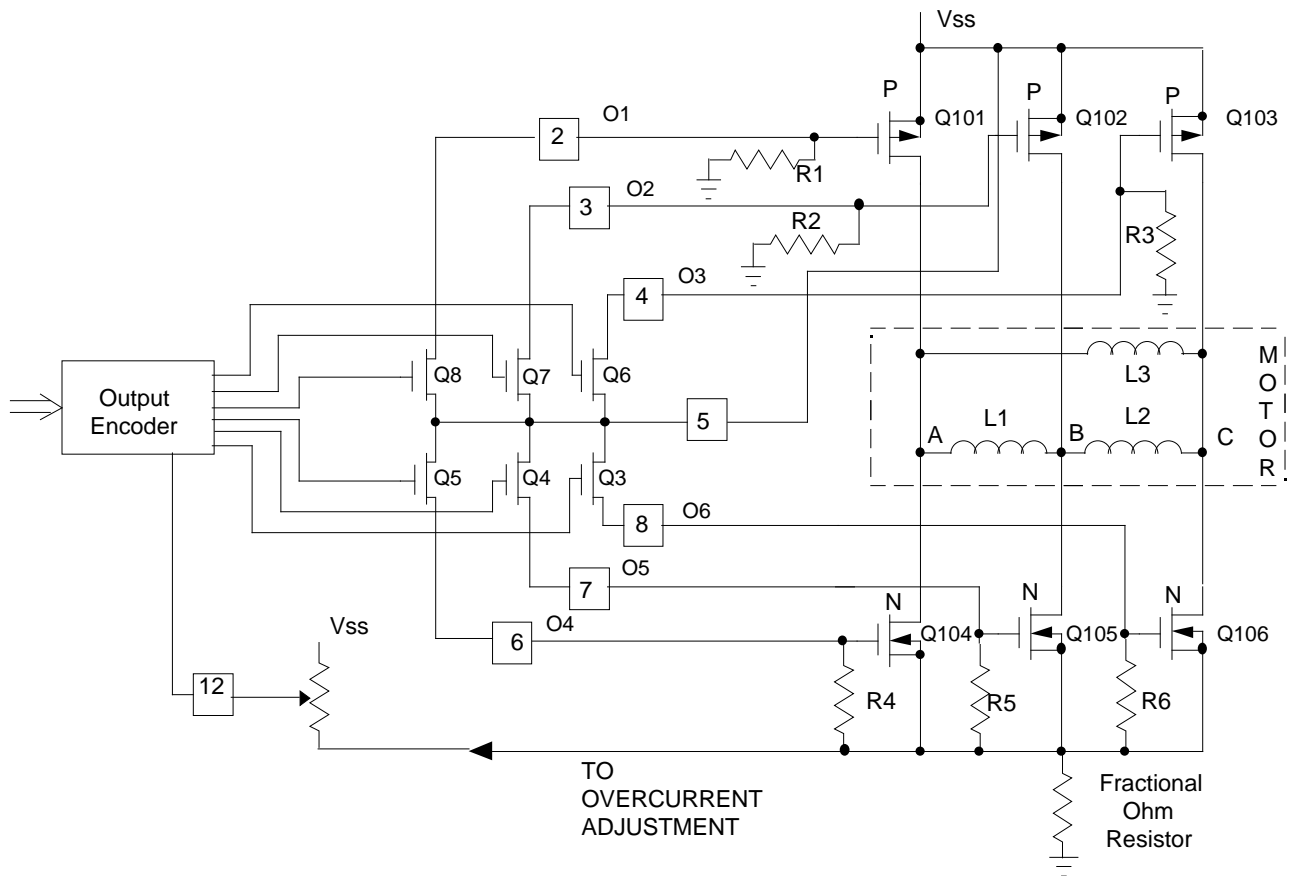 Vss
P
Q101
P
Q102
P
Q103
2
O1
R1
3
O2
R2
R3
4
O3
Output
Encoder
Q8
Q7
Q6
5
L3
M
O
T
O
R
A
L1
B
L2
C
Q5
Q4
Q3
8
O6
7
O5
6
O4
N
Q104
N
Q105
N
Q106
Vss
12
R4
R5
R6
TO
OVERCURRENT
ADJUSTMENT
Fractional
Ohm
Resistor